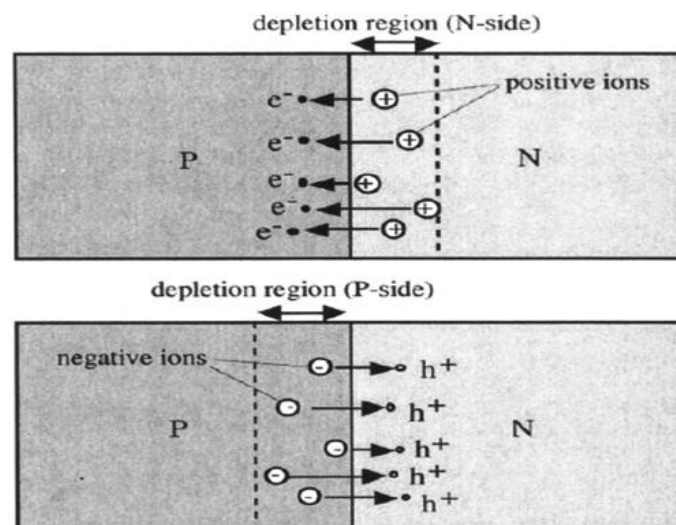 depletion region (N-side)
positive ions
e⁻
e⁻
e⁻
e⁻
e⁻
+
+
+
+
+
P
N
depletion region (P-side)
negative ions
-
-
-
-
-
h⁺
h⁺
h⁺
h⁺
h⁺
P
N